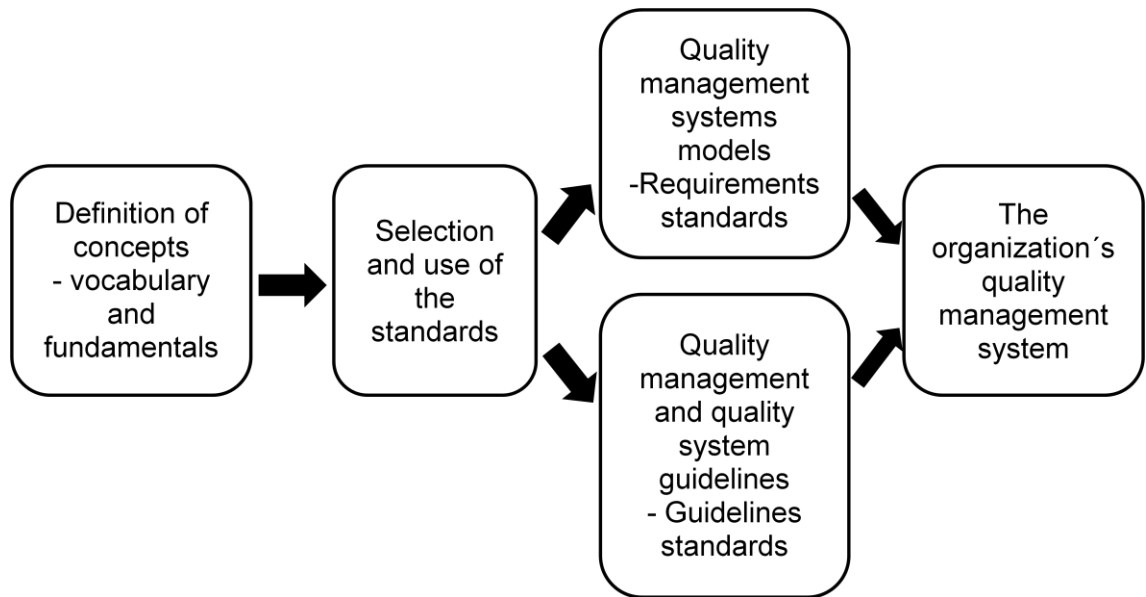 Definition of
concepts
- vocabulary
and
fundamentals
Selection
and use of
the
standards
Quality
management
systems
models
-Requirements
standards
Quality
management
and quality
system
guidelines
- Guidelines
standards
The
organization´s
quality
management
system